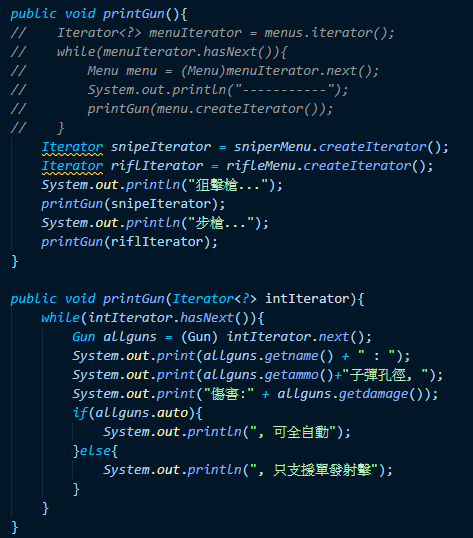 public void printGun(){
//    Iterator<?> menuIterator = menus.iterator();
//    while(menuIterator.hasNext()){
//        Menu menu = (Menu)menuIterator.next();
//        System.out.println("-----------");
//        printGun(menu.createIterator());
//    }
    Iterator snipeIterator = sniperMenu.createIterator();
    Iterator riflIterator = rifleMenu.createIterator();
    System.out.println("狙擊槍...");
    printGun(snipeIterator);
    System.out.println("步槍...");
    printGun(riflIterator);
}
public void printGun(Iterator<?> intIterator){
    while(intIterator.hasNext()){
        Gun allguns = (Gun) intIterator.next();
        System.out.print(allguns.getname() + " : ");
        System.out.print(allguns.getammo()+"子彈孔徑, ");
        System.out.print("傷害:" + allguns.getdamage());
        if(allguns.auto){
            System.out.println(", 可全自動");
        }else{
            System.out.println(", 只支援單發射擊");
        }
    }
}